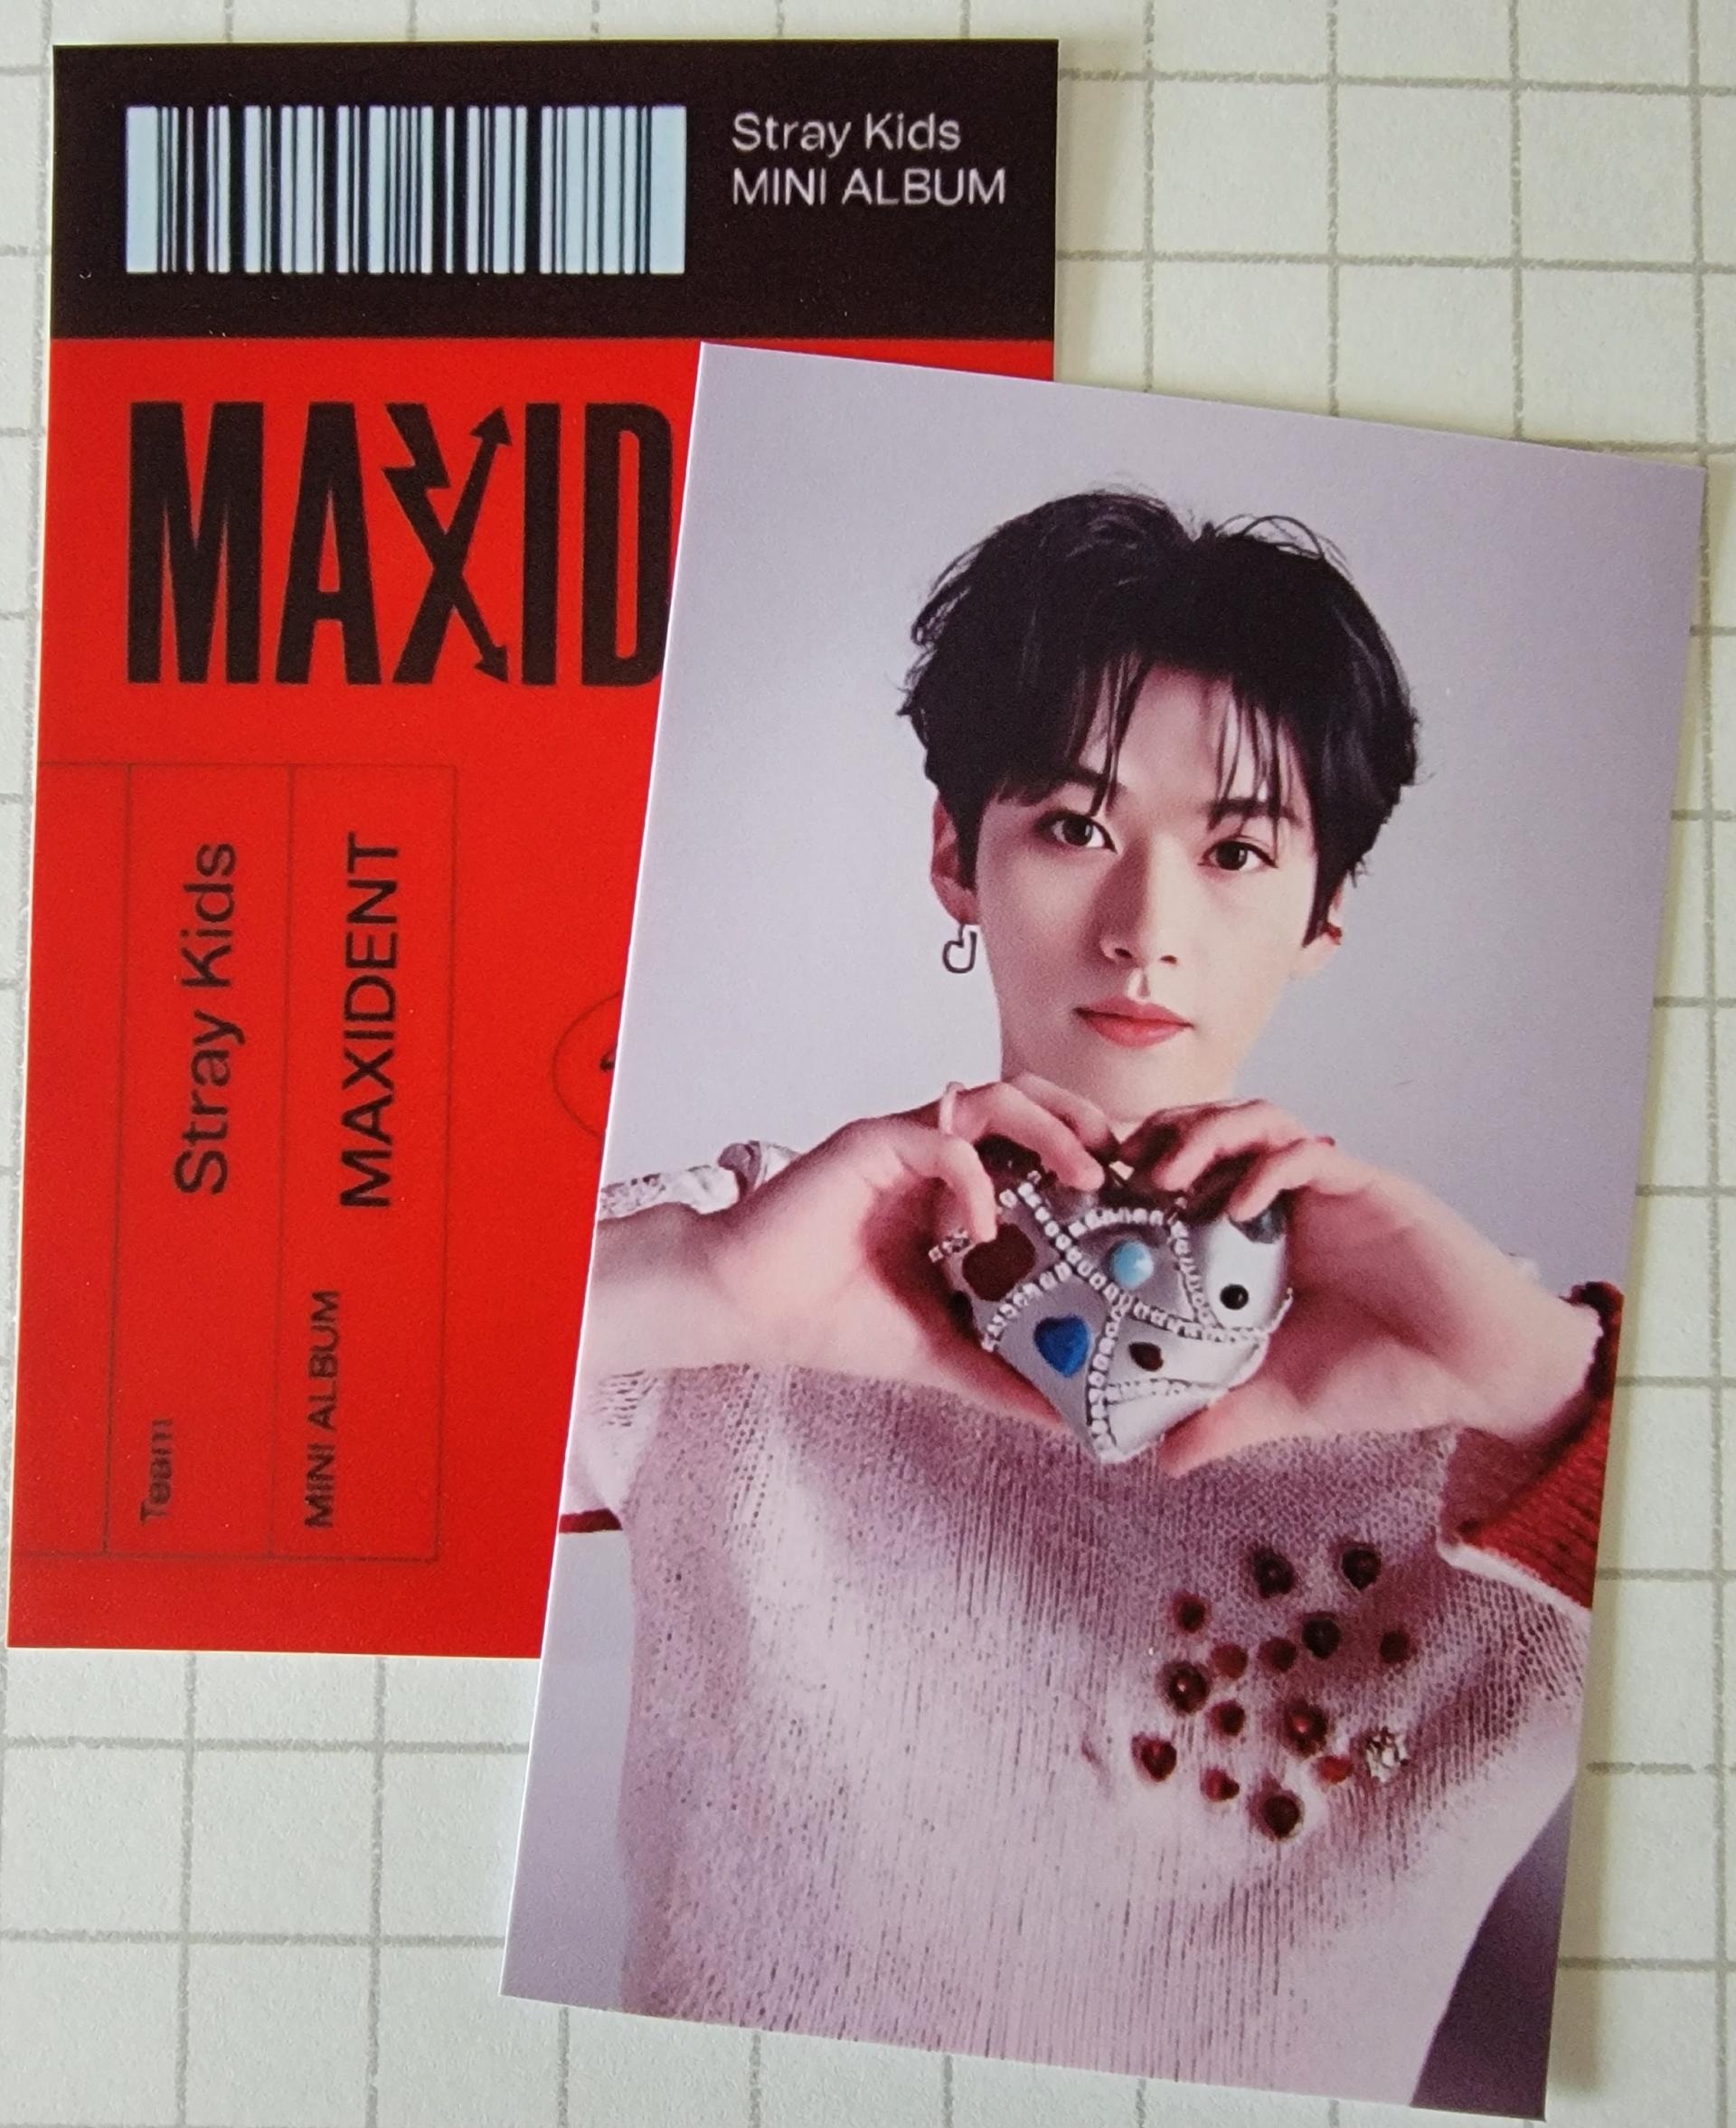 Stray Kids
MINI ALBUM
MAXID
Team Stray Kids
MINI ALBUM MAXIDENT